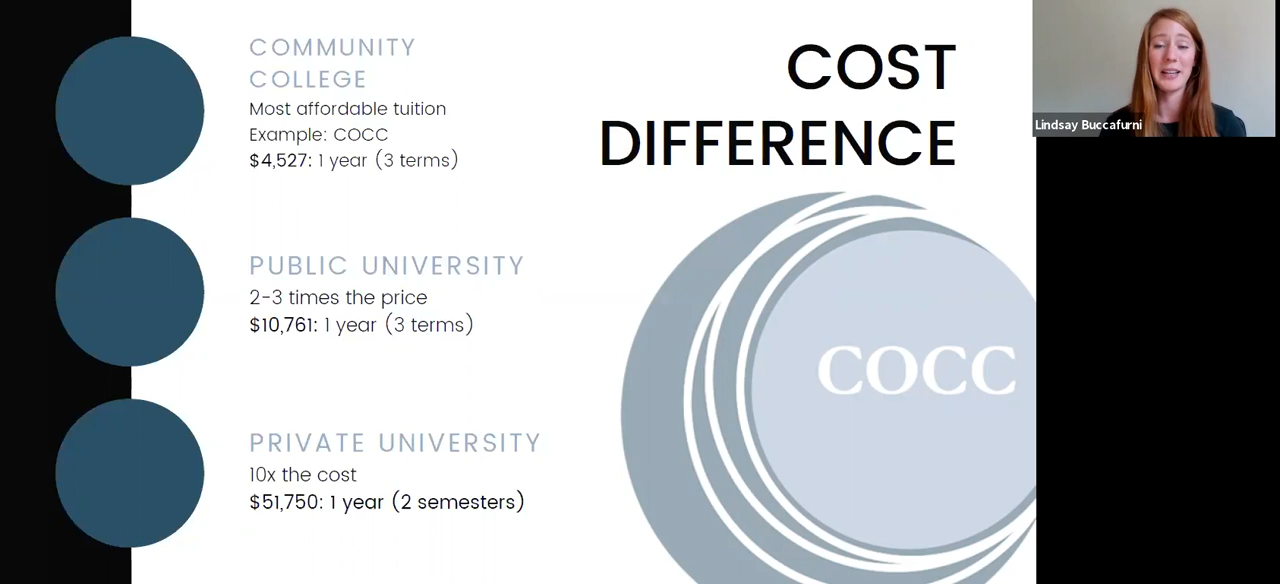 COMMUNITY
COLLEGE
Most affordable tuition
Example: COCC
$4,527: 1 year (3 terms)
PUBLIC UNIVERSITY
2-3 times the price
$10,761: 1 year (3 terms)
PRIVATE UNIVERSITY
10x the cost
$51,750: 1 year (2 semesters)
COST
DIFFERENCE
COCC
Lindsay Buccafurni